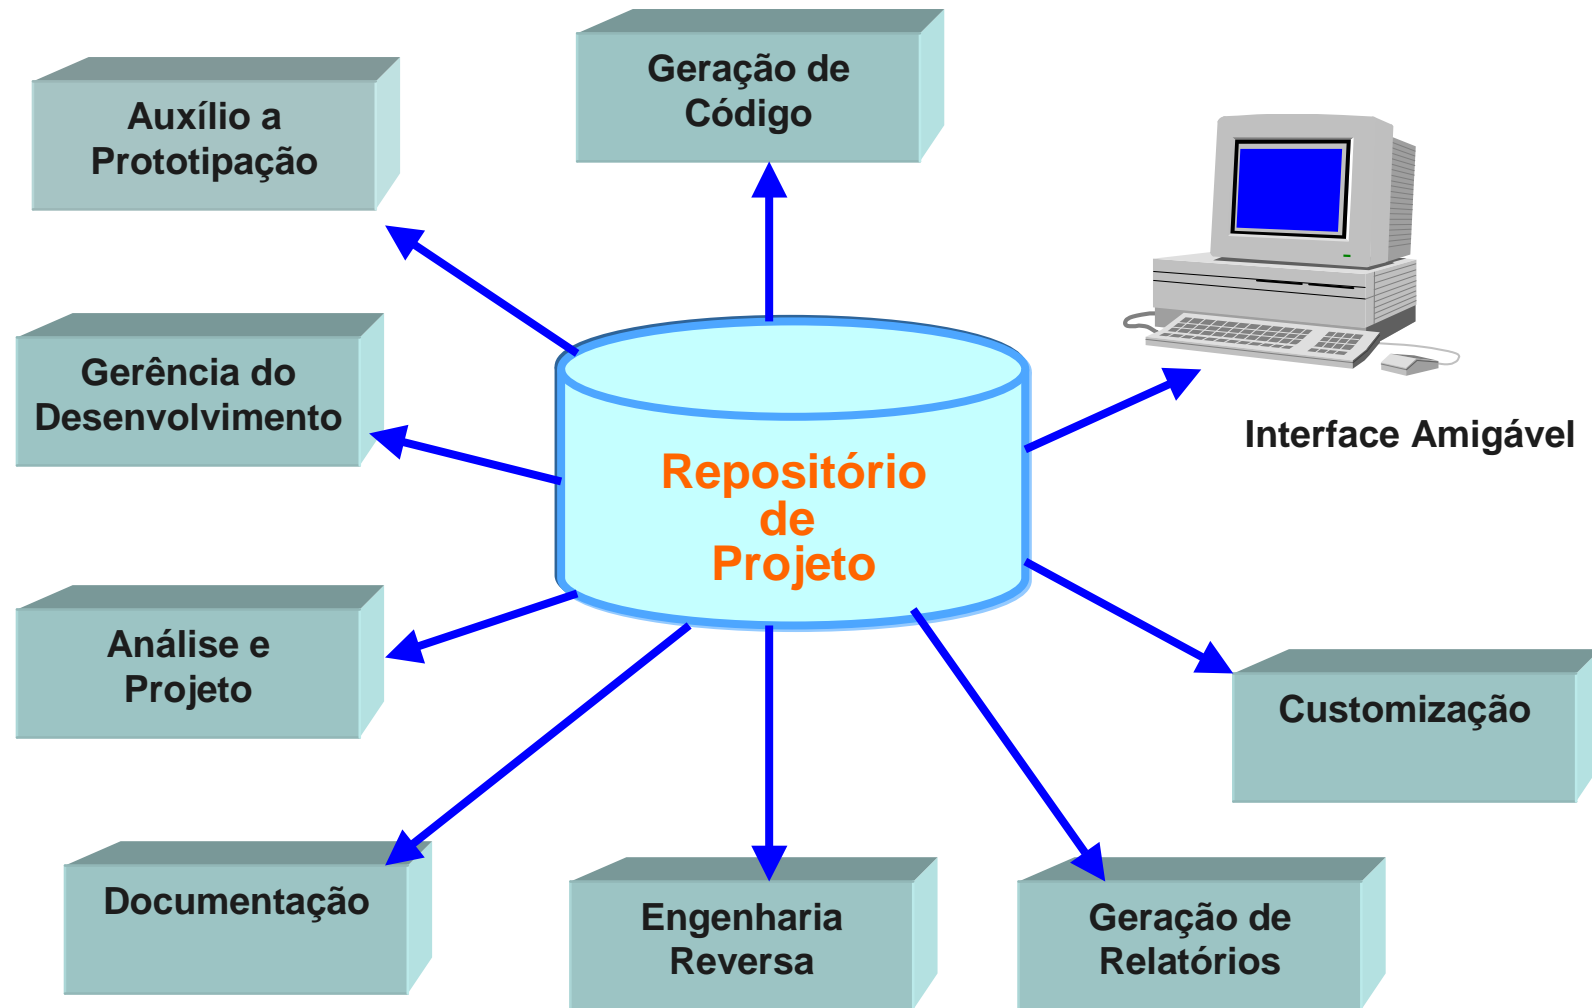 Geração de
Código
Auxílio a
Prototipação
Gerência do
Desenvolvimento
Interface Amigável
Repositório
de
Projeto
Análise e
Projeto
Customização
Documentação
Engenharia
Reversa
Geração de
Relatórios